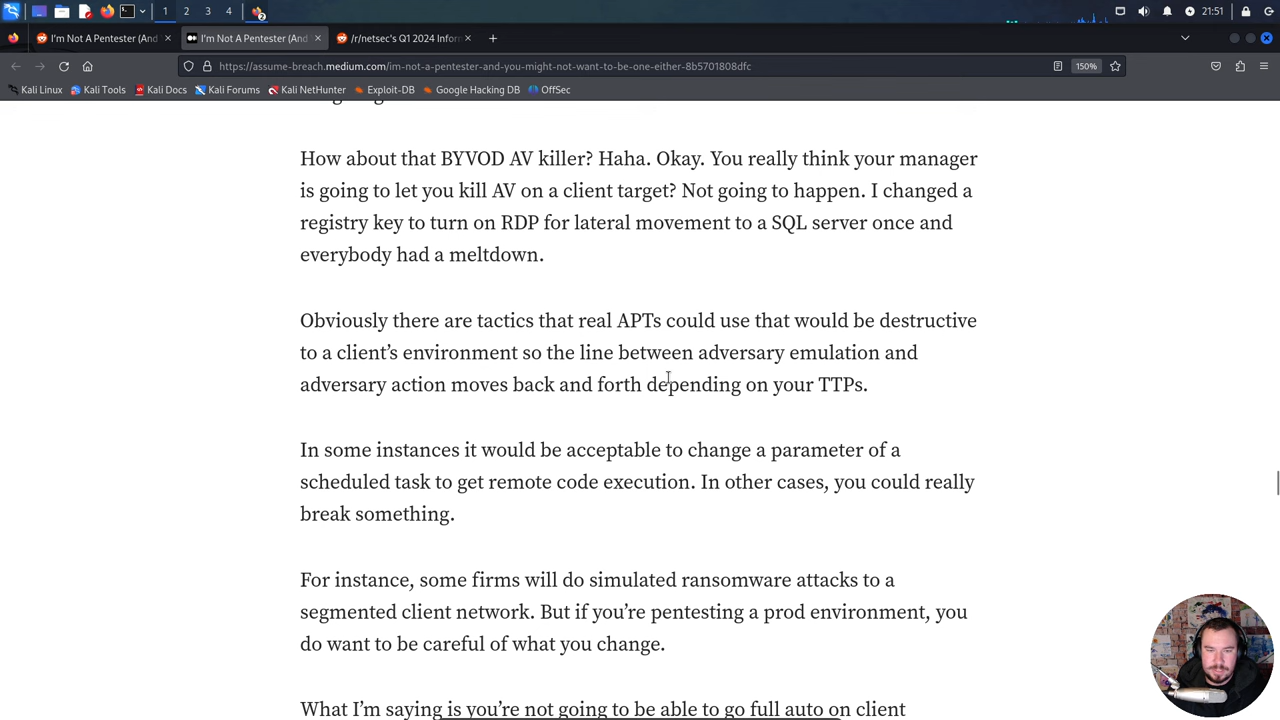 1 2 3 4 2 21:51
I'm Not A Pentester (And I'm Not A Pentester (And /r/netsec's Q1 2024 Infor
https://assume-breach.medium.com/im-not-a-pentester-and-you-might-not-want-to-be-one-either-8b5701808dfc 150%
Kali Linux Kali Tools Kali Docs Kali Forums Kali NetHunter Exploit-DB Google Hacking DB OffSec
How about that BYVOD AV killer? Haha. Okay. You really think your manager
is going to let you kill AV on a client target? Not going to happen. I changed a
registry key to turn on RDP for lateral movement to a SQL server once and
everybody had a meltdown.
Obviously there are tactics that real APTs could use that would be destructive
to a client's environment so the line between adversary emulation and
adversary action moves back and forth depending on your TTPs.
In some instances it would be acceptable to change a parameter of a
scheduled task to get remote code execution. In other cases, you could really
break something.
For instance, some firms will do simulated ransomware attacks to a
segmented client network. But if you're pentesting a prod environment, you
do want to be careful of what you change.
What I'm saying is you're not going to be able to go full auto on client